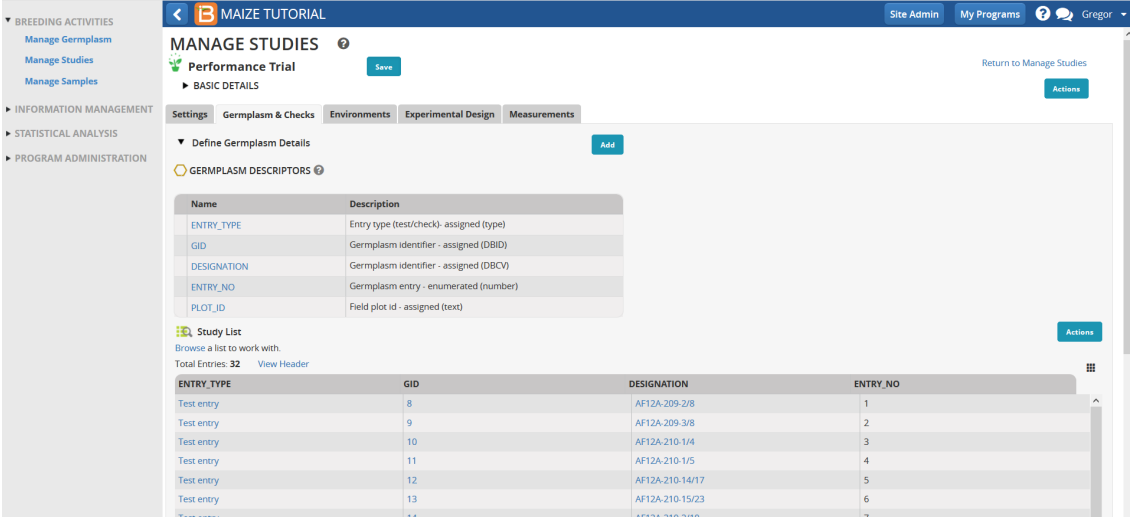 BREEDING ACTIVITIES
Manage Germplasm
Manage Studies
Manage Samples
INFORMATION MANAGEMENT
STATISTICAL ANALYSIS
PROGRAM ADMINISTRATION
MAIZE TUTORIAL
Site Admin My Programs ? Gregor
MANAGE STUDIES ?
Performance Trial Save
Return to Manage Studies
BASIC DETAILS
Actions
Settings Germplasm & Checks Environments Experimental Design Measurements
Define Germplasm Details Add
GERMPLASM DESCRIPTORS ?
Name Description
ENTRY_TYPE Entry type (test/check)- assigned (type)
GID Germplasm identifier - assigned (DBID)
DESIGNATION Germplasm identifier - assigned (DBCV)
ENTRY_NO Germplasm entry - enumerated (number)
PLOT_ID Field plot id - assigned (text)
Study List Actions
Browse a list to work with.
Total Entries: 32 View Header
ENTRY_TYPE GID DESIGNATION ENTRY_NO
Test entry 8 AF12A-209-2/8 1
Test entry 9 AF12A-209-3/8 2
Test entry 10 AF12A-210-1/4 3
Test entry 11 AF12A-210-1/5 4
Test entry 12 AF12A-210-14/17 5
Test entry 13 AF12A-210-15/23 6